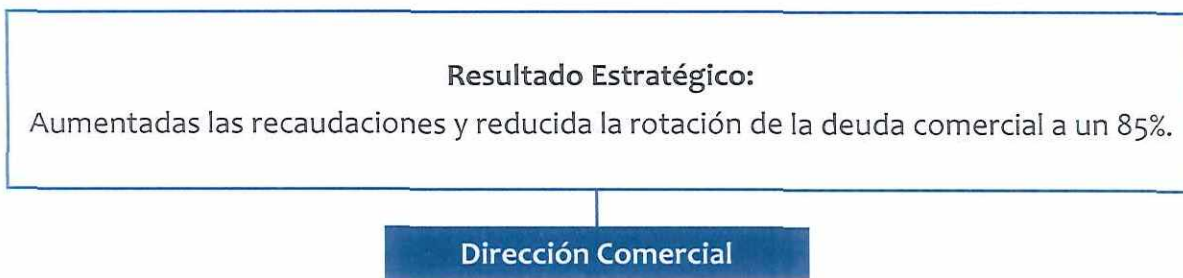 Resultado Estratégico:
Aumentadas las recaudaciones y reducida la rotación de la deuda comercial a un 85%.
Dirección Comercial